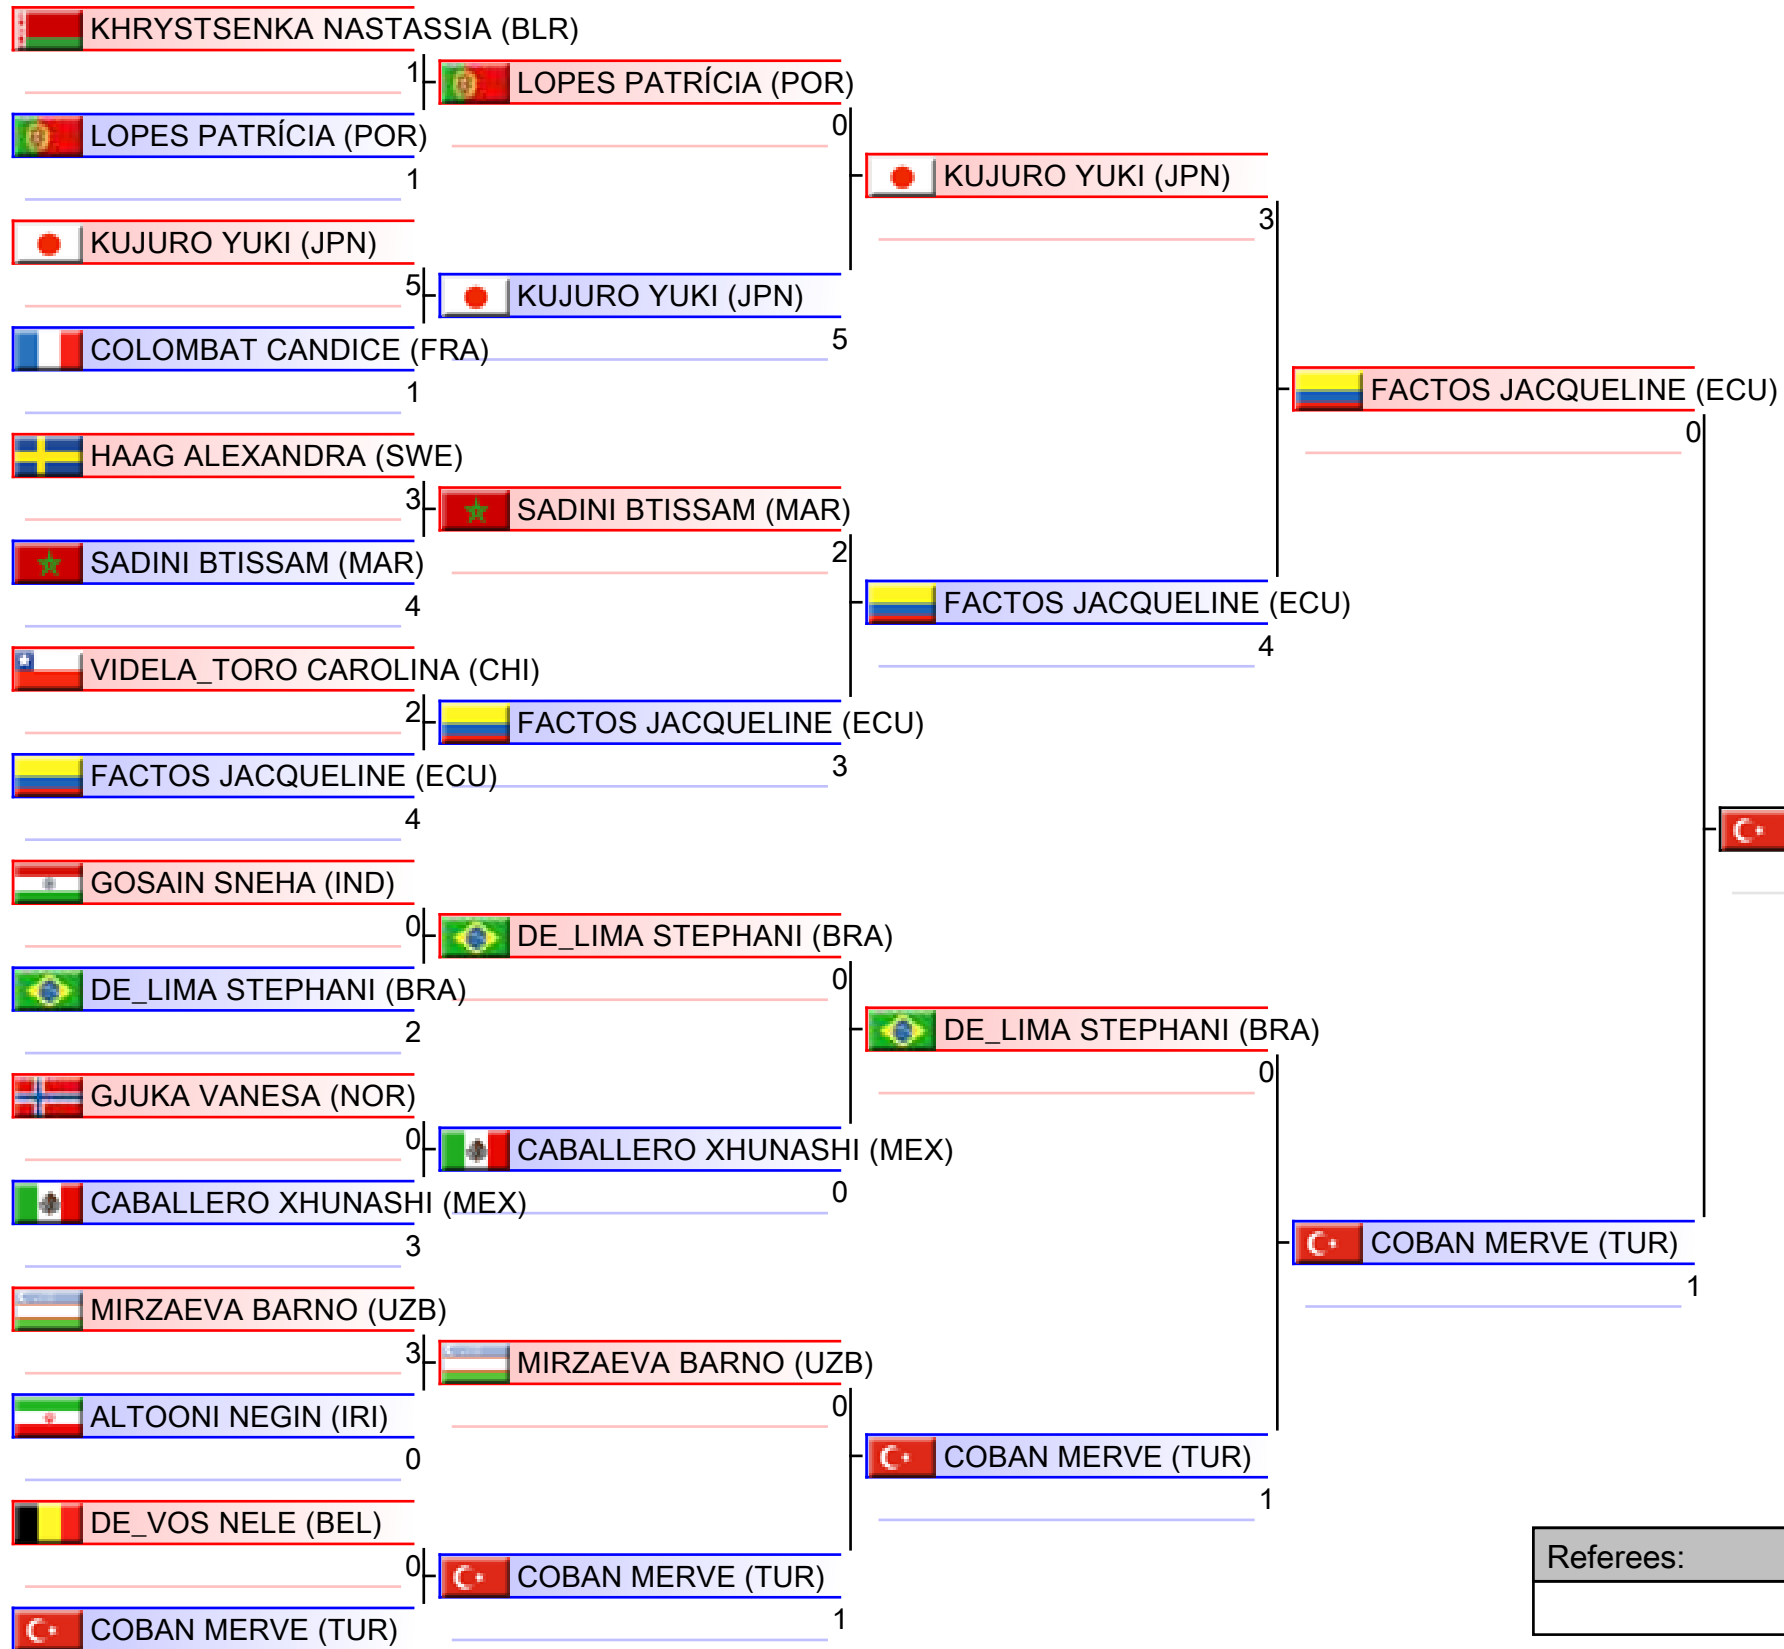 KHRYSTSENKA NASTASSIA (BLR)
1
LOPES PATRÍCIA (POR)
1
KUJURO YUKI (JPN)
5
COLOMBAT CANDICE (FRA)
1
HAAG ALEXANDRA (SWE)
3
SADINI BTISSAM (MAR)
4
VIDELA_TORO CAROLINA (CHI)
2
FACTOS JACQUELINE (ECU)
4
GOSAIN SNEHA (IND)
0
DE_LIMA STEPHANI (BRA)
2
GJUKA VANESA (NOR)
0
CABALLERO XHUNASHI (MEX)
3
MIRZAEVA BARNO (UZB)
3
ALTOONI NEGIN (IRI)
0
DE_VOS NELE (BEL)
0
COBAN MERVE (TUR)
LOPES PATRÍCIA (POR)
0
KUJURO YUKI (JPN)
5
SADINI BTISSAM (MAR)
2
FACTOS JACQUELINE (ECU)
3
DE_LIMA STEPHANI (BRA)
0
CABALLERO XHUNASHI (MEX)
0
MIRZAEVA BARNO (UZB)
0
COBAN MERVE (TUR)
1
KUJURO YUKI (JPN)
3
FACTOS JACQUELINE (ECU)
4
DE_LIMA STEPHANI (BRA)
0
COBAN MERVE (TUR)
1
FACTOS JACQUELINE (ECU)
0
COBAN MERVE (TUR)
1
Referees: